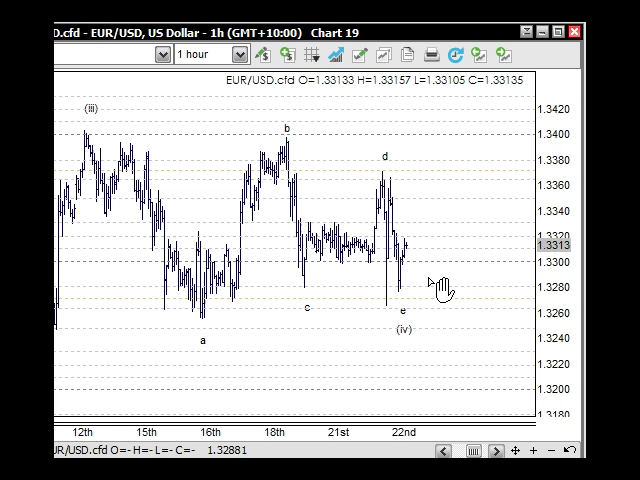 D.cfd - EUR/USD, US Dollar - 1h (GMT+10:00) Chart 19
1 hour
EUR/USD.cfd O=1.33133 H=1.33157 L=1.33105 C=1.33135
(iii)
b
d
a
c
e
(iv)
1.3420
1.3400
1.3380
1.3360
1.3340
1.3320
1.3313
1.3300
1.3280
1.3260
1.3240
1.3220
1.3200
1.3180
12th 15th 16th 18th 21st 22nd
UR/USD.cfd O=- H=- L=- C=- 1.32881